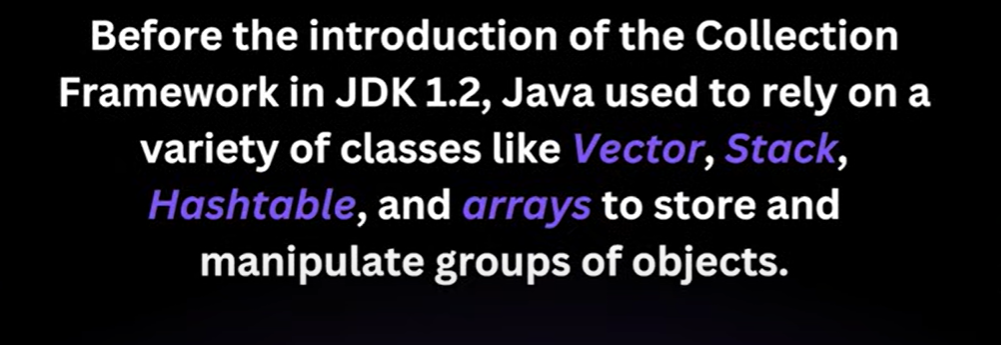 Before the introduction of the Collection
Framework in JDK 1.2, Java used to rely on a
variety of classes like Vector, Stack,
Hashtable, and arrays to store and
manipulate groups of objects.